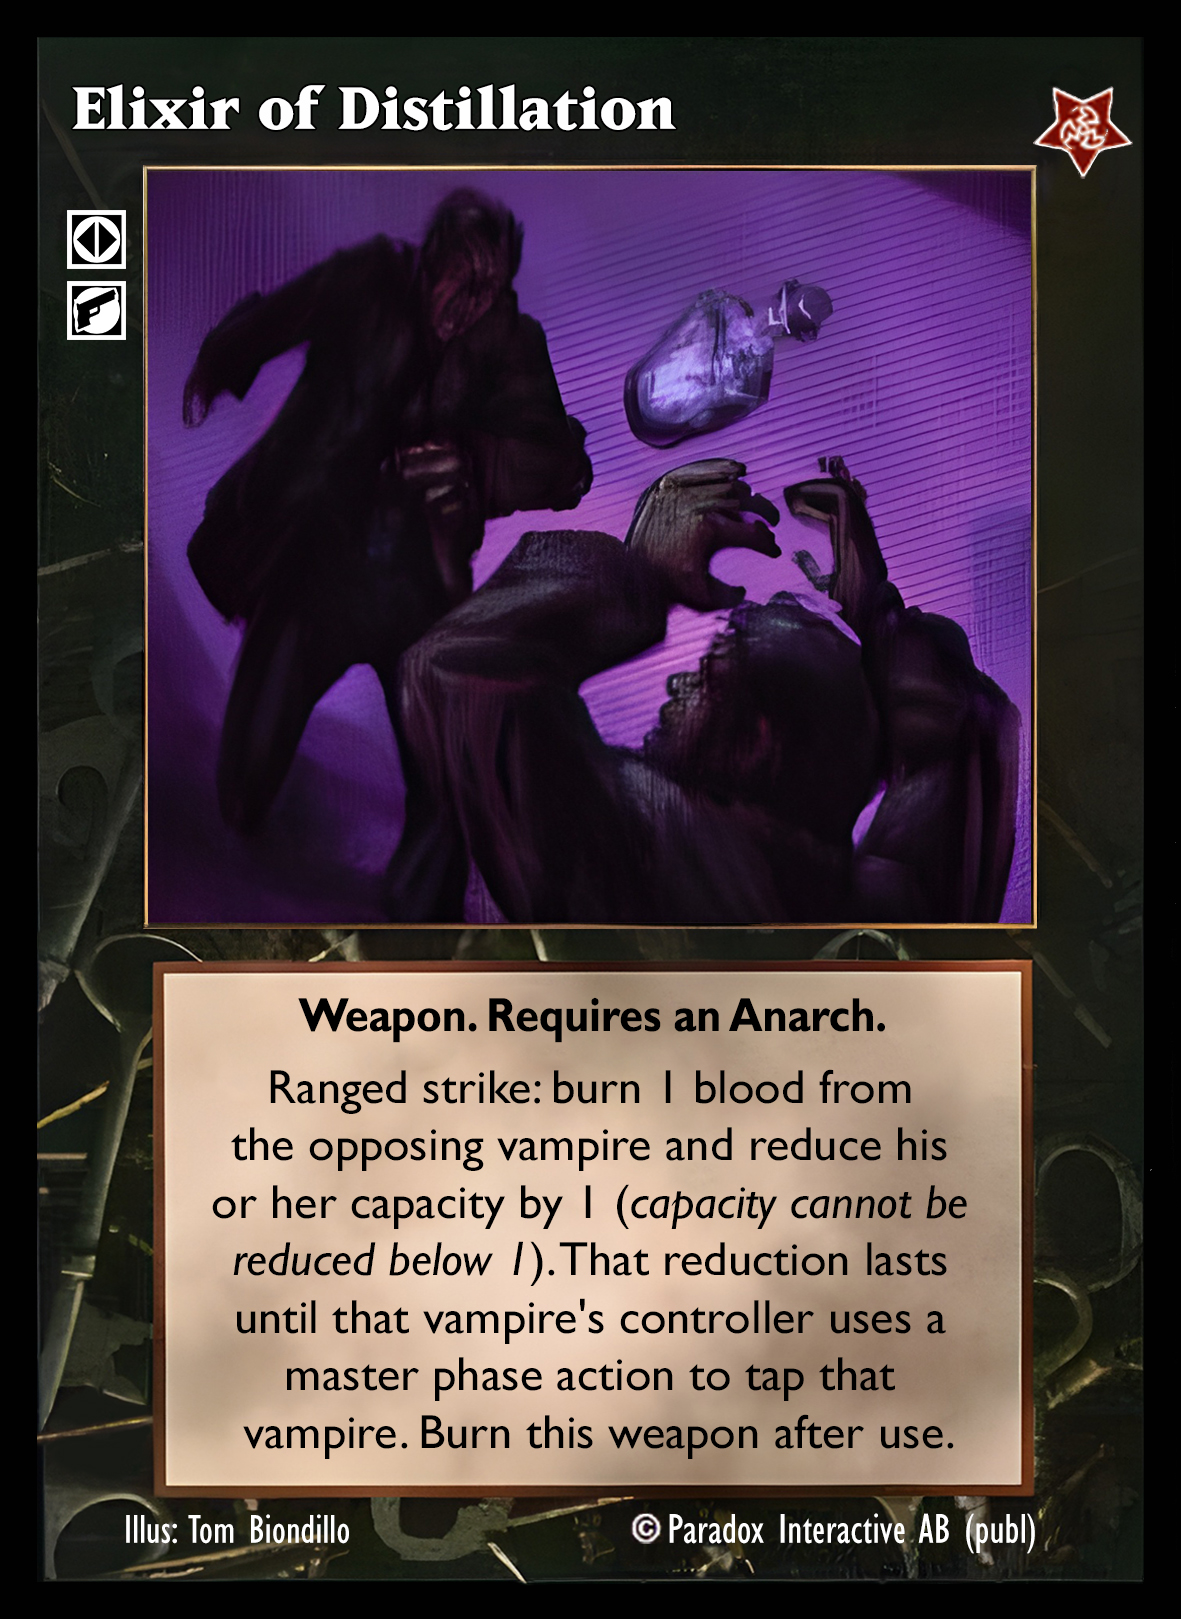 Elixir of Distillation
Weapon. Requires an Anarch.
Ranged strike: burn 1 blood from
the opposing vampire and reduce his
or her capacity by 1 (capacity cannot be
reduced below 1). That reduction lasts
until that vampire's controller uses a
master phase action to tap that
vampire. Burn this weapon after use.
Illus: Tom Biondillo
© Paradox Interactive AB (publ)